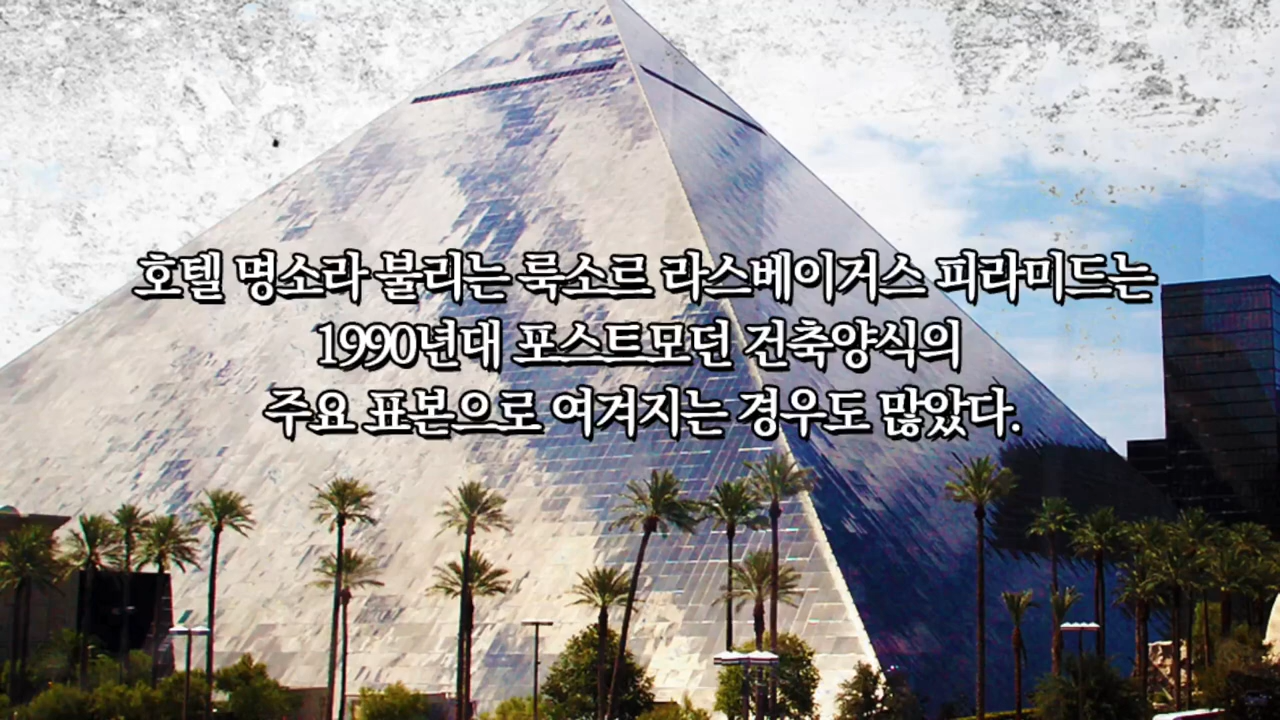 호텔 명소라 불리는 룩소르 라스베이거스 피라미드는
1990년대 포스트모던 건축양식의
주요 표본으로 여겨지는 경우도 많았다.